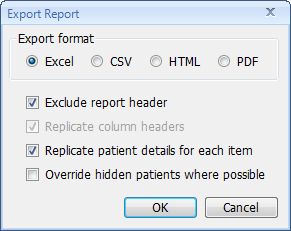 Export Report
Export format
Excel CSV HTML PDF
Exclude report header
Replicate column headers
Replicate patient details for each item
Override hidden patients where possible
OK Cancel